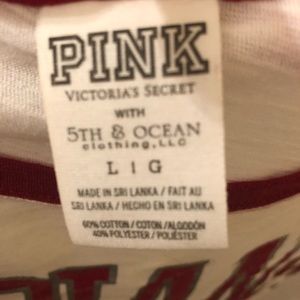 PINK
VICTORIA'S SECRET
WITH
5TH & OCEAN
clothing, LLC
L | G
MADE IN SRI LANKA / FAIT AU
SRI LANKA / HECHO EN SRI LANKA
60% COTTON / COTON / ALGODÓN
40% POLYESTER / POLIÉSTER